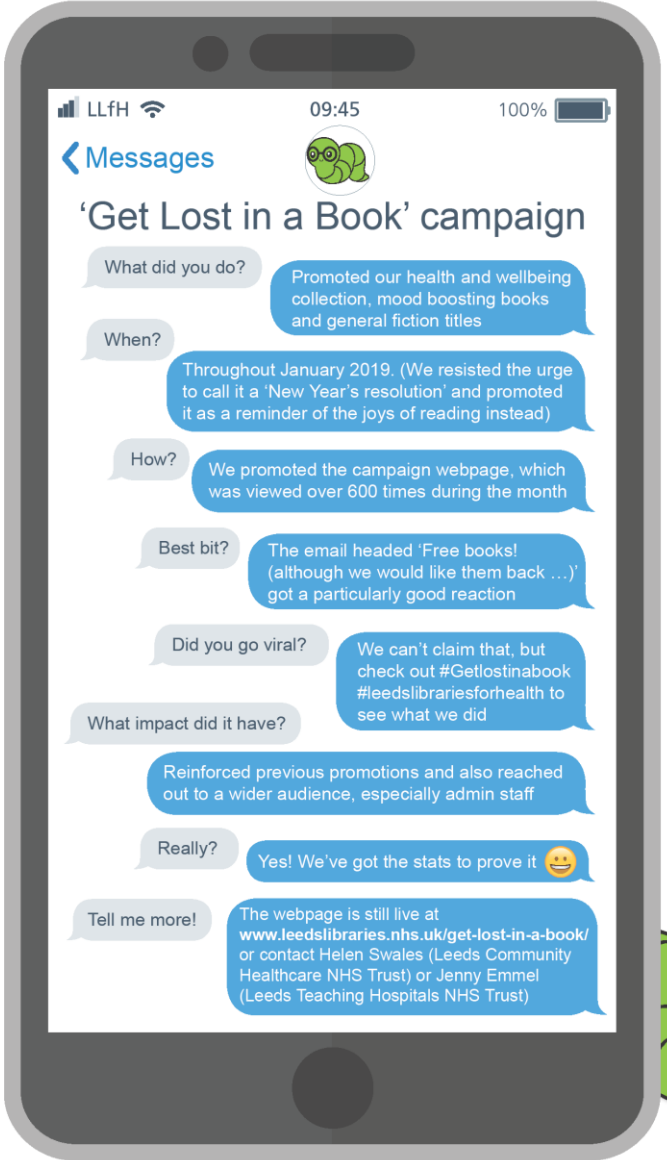 LLfH
09:45
100%
Messages
‘Get Lost in a Book’ campaign
What did you do?
Promoted our health and wellbeing
collection, mood boosting books
and general fiction titles
When?
Throughout January 2019. (We resisted the urge
to call it a ‘New Year’s resolution’ and promoted
it as a reminder of the joys of reading instead)
How?
We promoted the campaign webpage, which
was viewed over 600 times during the month
Best bit?
The email headed ‘Free books!
(although we would like them back …)’
got a particularly good reaction
Did you go viral?
We can’t claim that, but
check out #Getlostinabook
#leedslibrariesforhealth to
see what we did
What impact did it have?
Reinforced previous promotions and also reached
out to a wider audience, especially admin staff
Really?
Yes! We’ve got the stats to prove it
Tell me more!
The webpage is still live at
www.leedslibraries.nhs.uk/get-lost-in-a-book/
or contact Helen Swales (Leeds Community
Healthcare NHS Trust) or Jenny Emmel
(Leeds Teaching Hospitals NHS Trust)